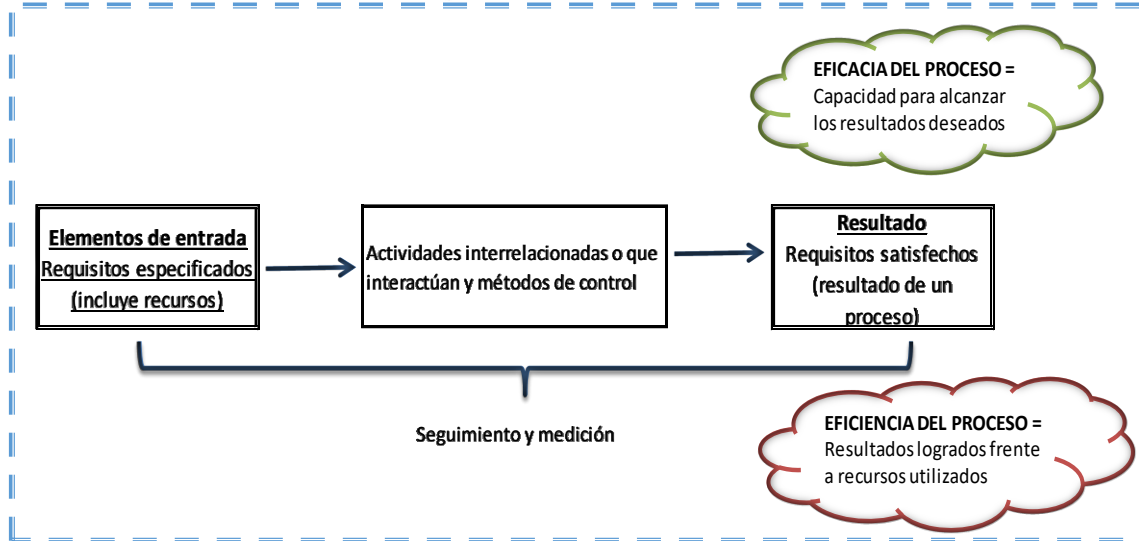 EFICACIA DEL PROCESO =
Capacidad para alcanzar
los resultados deseados
Elementos de entrada
Requisitos especificados
(incluye recursos)
Actividades interrelacionadas o que
interactúan y métodos de control
Resultado
Requisitos satisfechos
(resultado de un
proceso)
Seguimiento y medición
EFICIENCIA DEL PROCESO =
Resultados logrados frente
a recursos utilizados